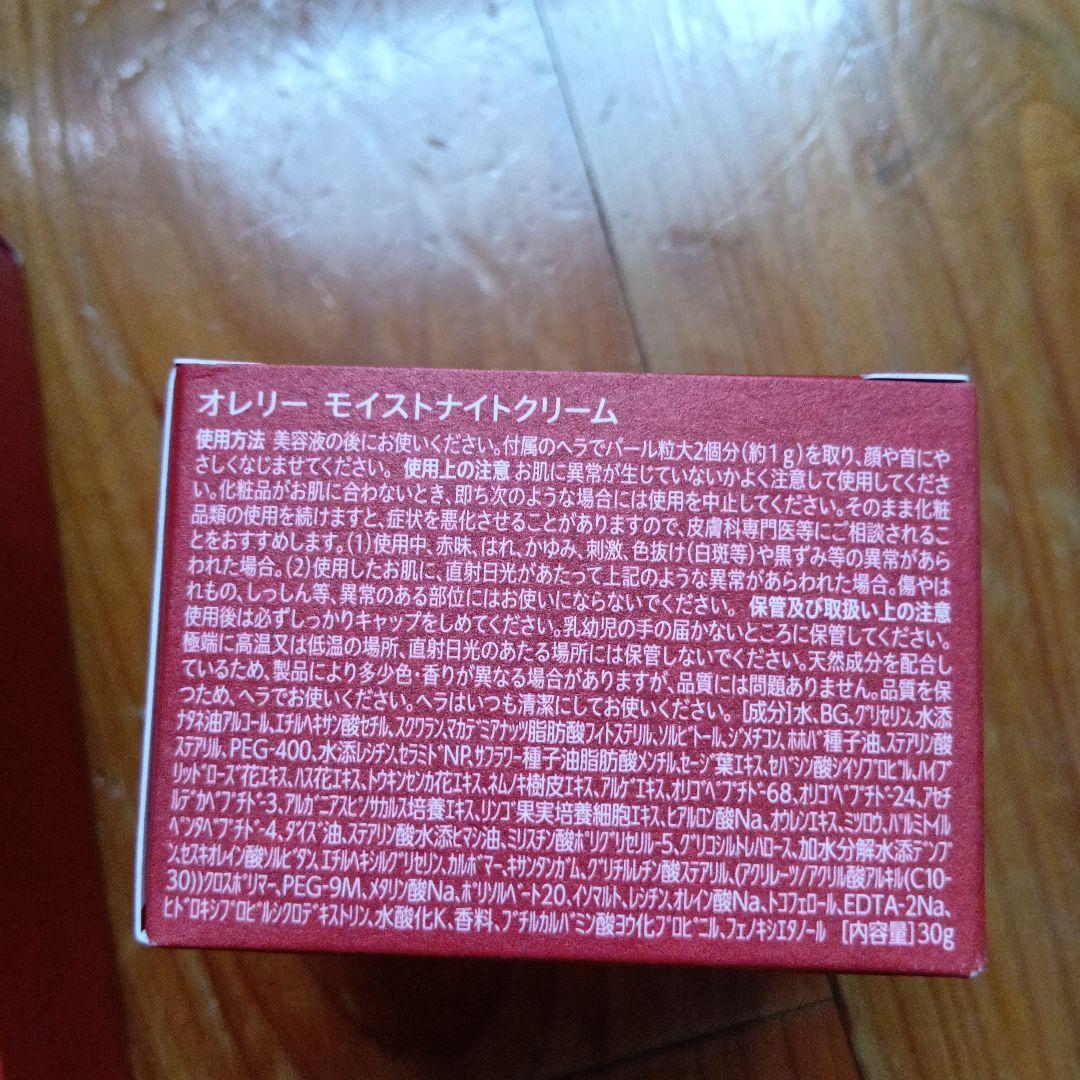 オレリー モイストナイトクリーム
使用方法 美容液の後にお使いください。付属のヘラでパール粒大2個分(約1g)を取り、顔や首にや
さしくなじませてください。 使用上の注意 お肌に異常が生じていないかよく注意して使用してくださ
い。化粧品がお肌に合わないとき、即ち次のような場合には使用を中止してください。そのまま化粧
品類の使用を続けますと、症状を悪化させることがありますので、皮膚科専門医等にご相談されるこ
とをおすすめします。(1)使用中、赤味、はれ、かゆみ、刺激、色抜け(白斑等)や黒ずみ等の異常があら
われた場合。(2)使用したお肌に、直射日光があたって上記のような異常があらわれた場合。傷やは
れもの、しっしん等、異常のある部位にはお使いにならないでください。 保管及び取扱い上の注意
使用後は必ずしっかりキャップをしめてください。乳幼児の手の届かないところに保管してください。
極端に高温又は低温の場所、直射日光のあたる場所には保管しないでください。天然成分を配合し
ているため、製品により多少色・香りが異なる場合がありますが、品質には問題ありません。品質を保
つため、ヘラでお使いください。ヘラはいつも清潔にしてお使いください。 [成分]水、BG、グリセリン、水添
ナタネ油アルコール、エチルヘキサン酸セチル、スクワラン、マカデミアナッツ脂肪酸フィトステリル、ソルビトール、ジメチコン、ホホバ種子油、ステアリン酸
ステアリル、PEG-400、水添レシチン、セラミドNP、サフラワー種子油脂肪酸メンチル、セージ葉エキス、セバシン酸ジイソプロピル、ハイブ
リッドローズ花エキス、ハス花エキス、トウキンセンカ花エキス、ネムノキ樹皮エキス、アルゲエキス、オリゴペプチド-68、オリゴペプチド-24、アセチ
ルデカペプチド-3、アルカニアスピンサカルス培養エキス、リンゴ果実培養細胞エキス、ヒアルロン酸Na、オウレンエキス、ミツロウ、パルミトイル
ペンタペプチド-4、ダイズ油、ステアリン酸水添ヒマシ油、ミリスチン酸ポリグリセリル-5、グリコシルトレハロース、加水分解水添デンプ
ン、セスキオレイン酸ソルビタン、エチルヘキシルグリセリン、カルボマー、キサンタンガム、グリチルレチン酸ステアリル、(アクリレーツ/アクリル酸アルキル(C10-
30))クロスポリマー、PEG-9M、メタリン酸Na、ポリソルベート20、イソマルト、レシチン、オレイン酸Na、トコフェロール、EDTA-2Na、
ヒドロキシプロピルシクロデキストリン、水酸化K、香料、ブチルカルバミン酸ヨウ化プロピニル、フェノキシエタノール [内容量]30g